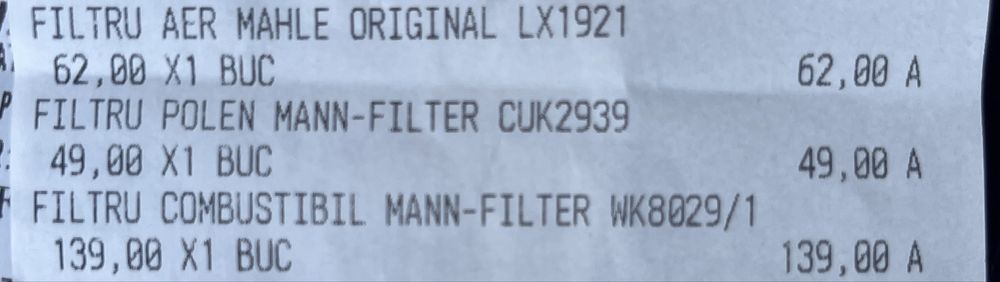 FILTRU AER MAHLE ORIGINAL LX1921
62,00 X1 BUC 62,00 A
FILTRU POLEN MANN-FILTER CUK2939
49,00 X1 BUC 49,00 A
FILTRU COMBUSTIBIL MANN-FILTER WK8029/1
139,00 X1 BUC 139,00 A